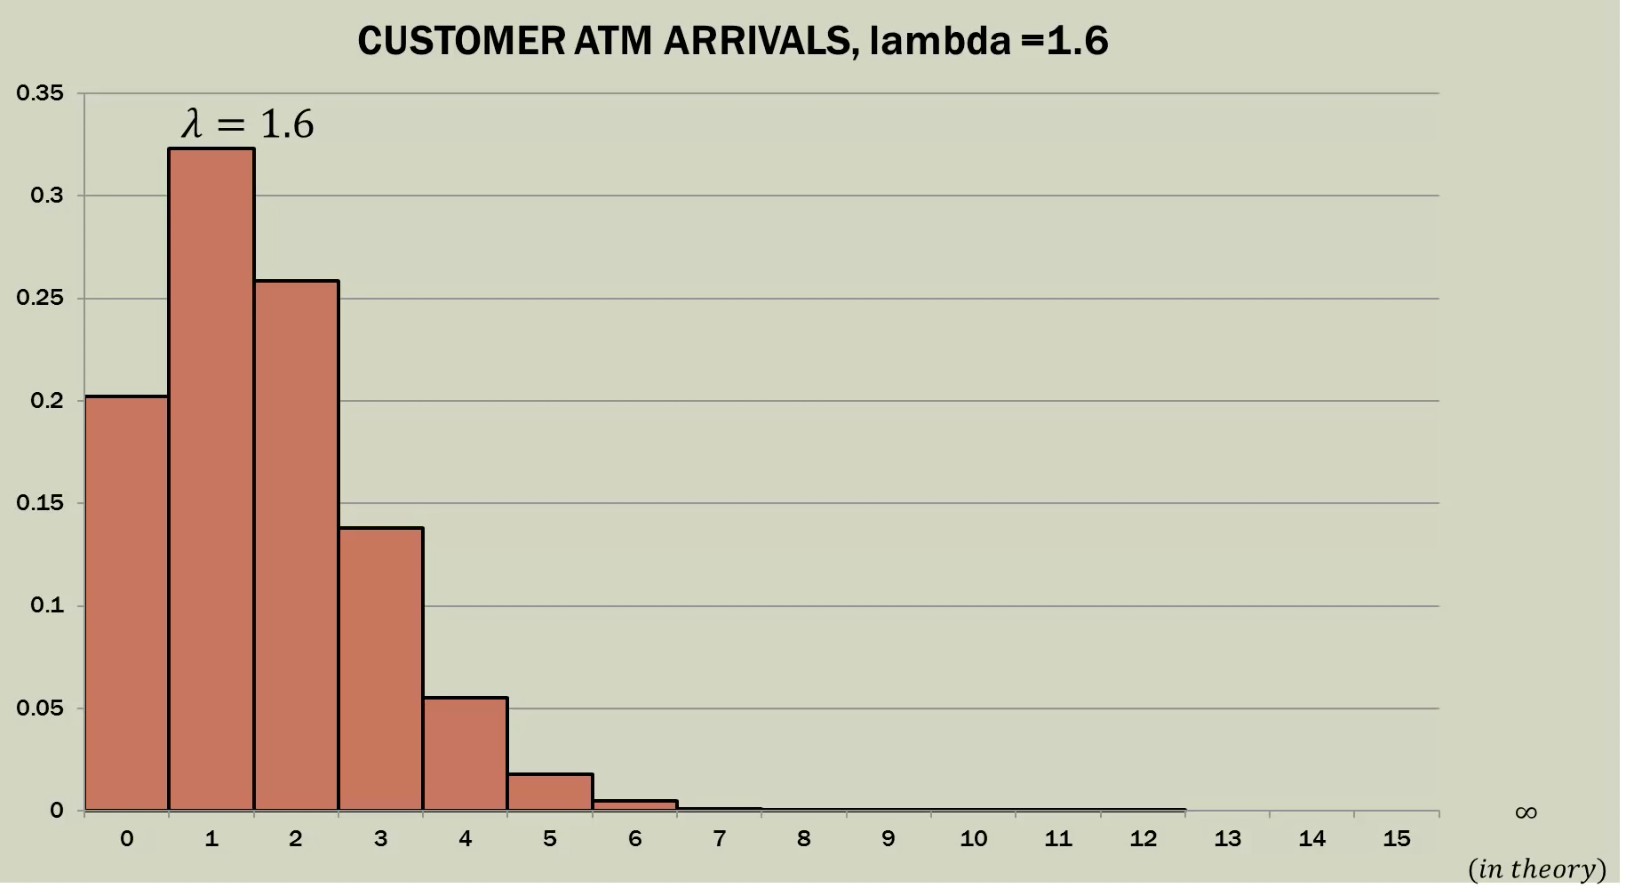 CUSTOMER ATM ARRIVALS, lambda =1.6
0.35
λ = 1.6
0.3
0.25
0.2
0.15
0.1
0.05
0
∞
0 1 2 3 4 5 6 7 8 9 10 11 12 13 14 15
(in theory)